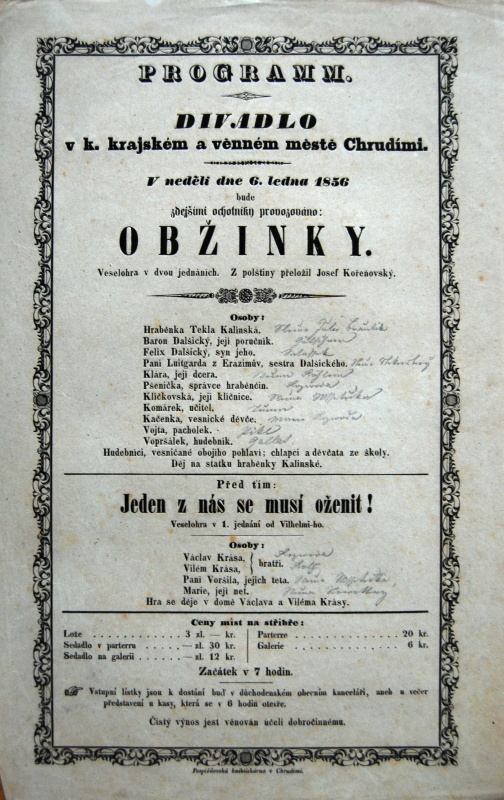 PROGRAMM.
DIVADLO
v k. krajském a věnném městě Chrudími.
V neděli dne 6. ledna 1856
bude
zdejšími ochotníky provozováno:
OBŽINKY.
Veselohra v dvou jednáních. Z polštiny přeložil Josef Kořenovský.
Osoby:
Hraběnka Tekla Kalinská.
Baron Dalšický, její poručník.
Felix Dalšický, syn jeho.
Pani Luitgarda z Erazimův, sestra Dalšického.
Klára, její dcera.
Pšenička, správce hraběnčin.
Kličkovská, její klíčnice.
Komárek, učitel.
Kačenka, vesnické děvče.
Vojta, pacholek.
Vopršálek, hudebník.
Hudebníci, vesničané obojího pohlaví; chlapci a děvčata ze školy.
Děj na statku hraběnky Kalinské.
Před tím:
Jeden z nás se musí oženit!
Veselohra v 1. jednání od Vilhelmi-ho.
Osoby:
Václav Krása,
Vilém Krása, } bratři.
Pani Voršila, jejich teta.
Marie, její neť.
Hra se děje v domě Václava a Viléma Krásy.
Ceny míst na stříbře:
Lože . . . . . . . . . . 3 zl. — kr.
Sedadlo v parterru . . . . — zl. 30 kr.
Sedadlo na galerii . . . . . — zl. 12 kr.
Parterre . . . . . . . . . . 20 kr.
Galerie . . . . . . . . . . 6 kr.
Začátek v 7 hodin.
☞ Vstupní lístky jsou k dostání buď v důchodenském obecním kanceláři, aneb u večer
představení u kasy, která se v 6 hodin otevře.
Čistý výnos jest věnován účeli dobročinnému.
Pospíšilovská knihtiskárna v Chrudimi.